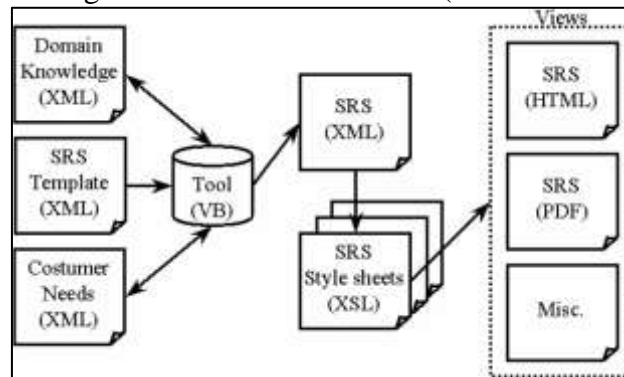 Views
Domain
Knowledge
(XML)
SRS
Template
(XML)
Costumer
Needs
(XML)
Tool
(VB)
SRS
(XML)
SRS
Style sheets
(XSL)
SRS
(HTML)
SRS
(PDF)
Misc.